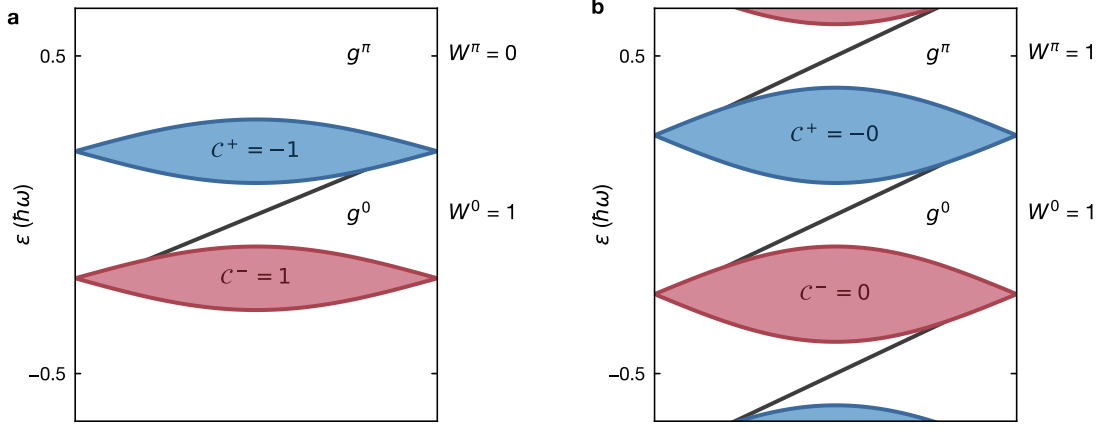 a
g^π
W^π = 0
0.5
C^+ = −1
ε (ħω)
g^0
W^0 = 1
C^− = 1
−0.5
b
g^π
W^π = 1
0.5
C^+ = −0
ε (ħω)
g^0
W^0 = 1
C^− = 0
−0.5